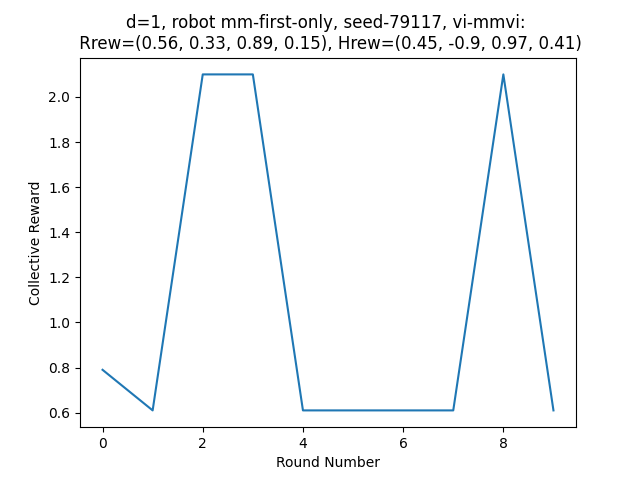 d=1, robot mm-first-only, seed-79117, vi-mmvi:
Rrew=(0.56, 0.33, 0.89, 0.15), Hrew=(0.45, -0.9, 0.97, 0.41)
2.0
1.8
1.6
1.4
1.2
1.0
0.8
0.6
Collective Reward
0 2 4 6 8
Round Number